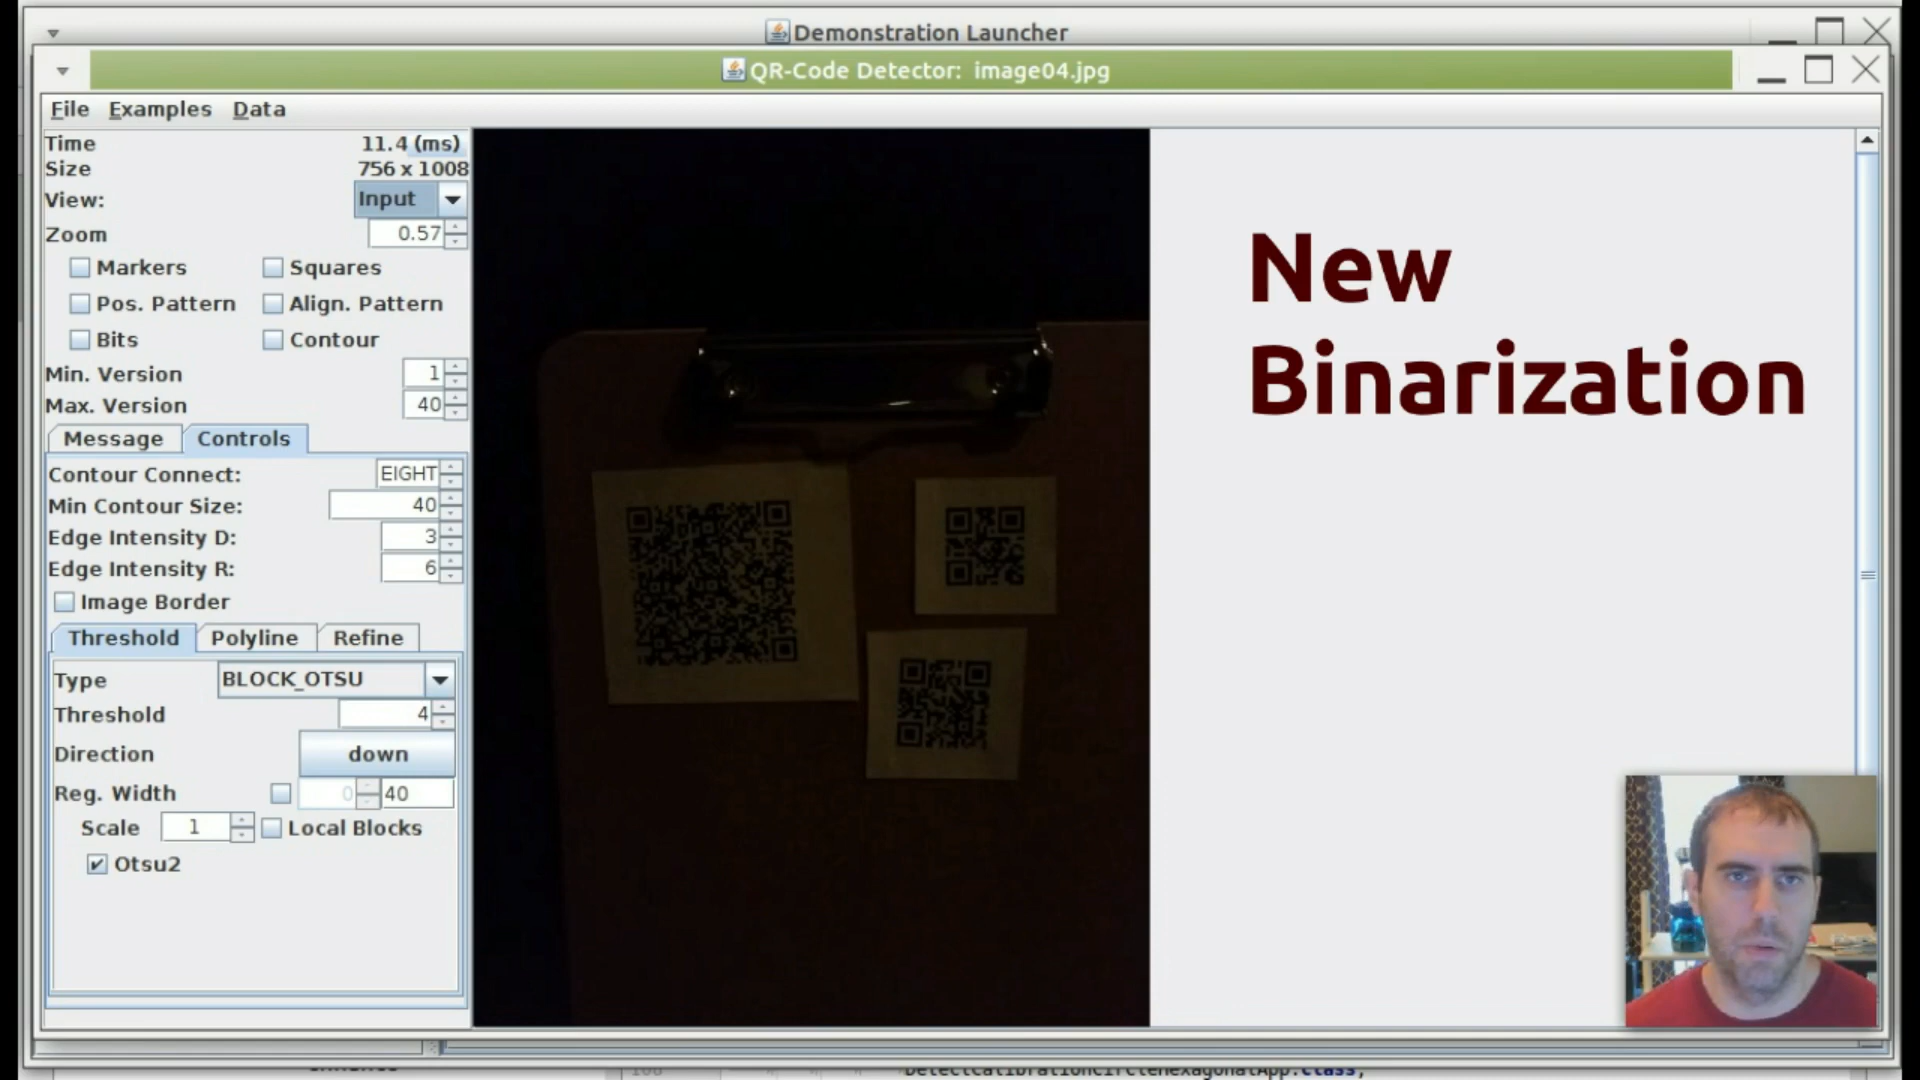 Demonstration Launcher
QR-Code Detector: image04.jpg
File Examples Data
Time 11.4 (ms)
Size 756 x 1008
View: Input
Zoom 0.57
Markers Squares
Pos. Pattern Align. Pattern
Bits Contour
Min. Version 1
Max. Version 40
Message Controls
Contour Connect: EIGHT
Min Contour Size: 40
Edge Intensity D: 3
Edge Intensity R: 6
Image Border
Threshold Polyline Refine
Type BLOCK_OTSU
Threshold 4
Direction down
Reg. Width 0 40
Scale 1 Local Blocks
Otsu2
New
Binarization
DetectCalibrationCircleHexagonalApp.class,